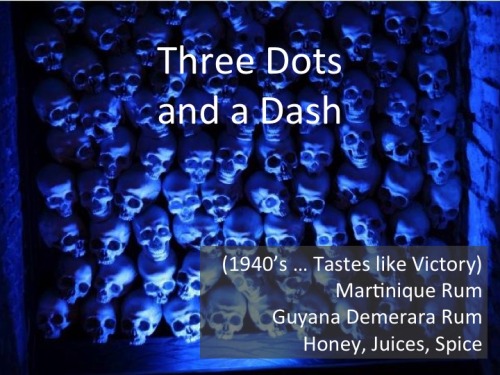 Three Dots
and a Dash
(1940's ... Tastes like Victory)
Martinique Rum
Guyana Demerara Rum
Honey, Juices, Spice